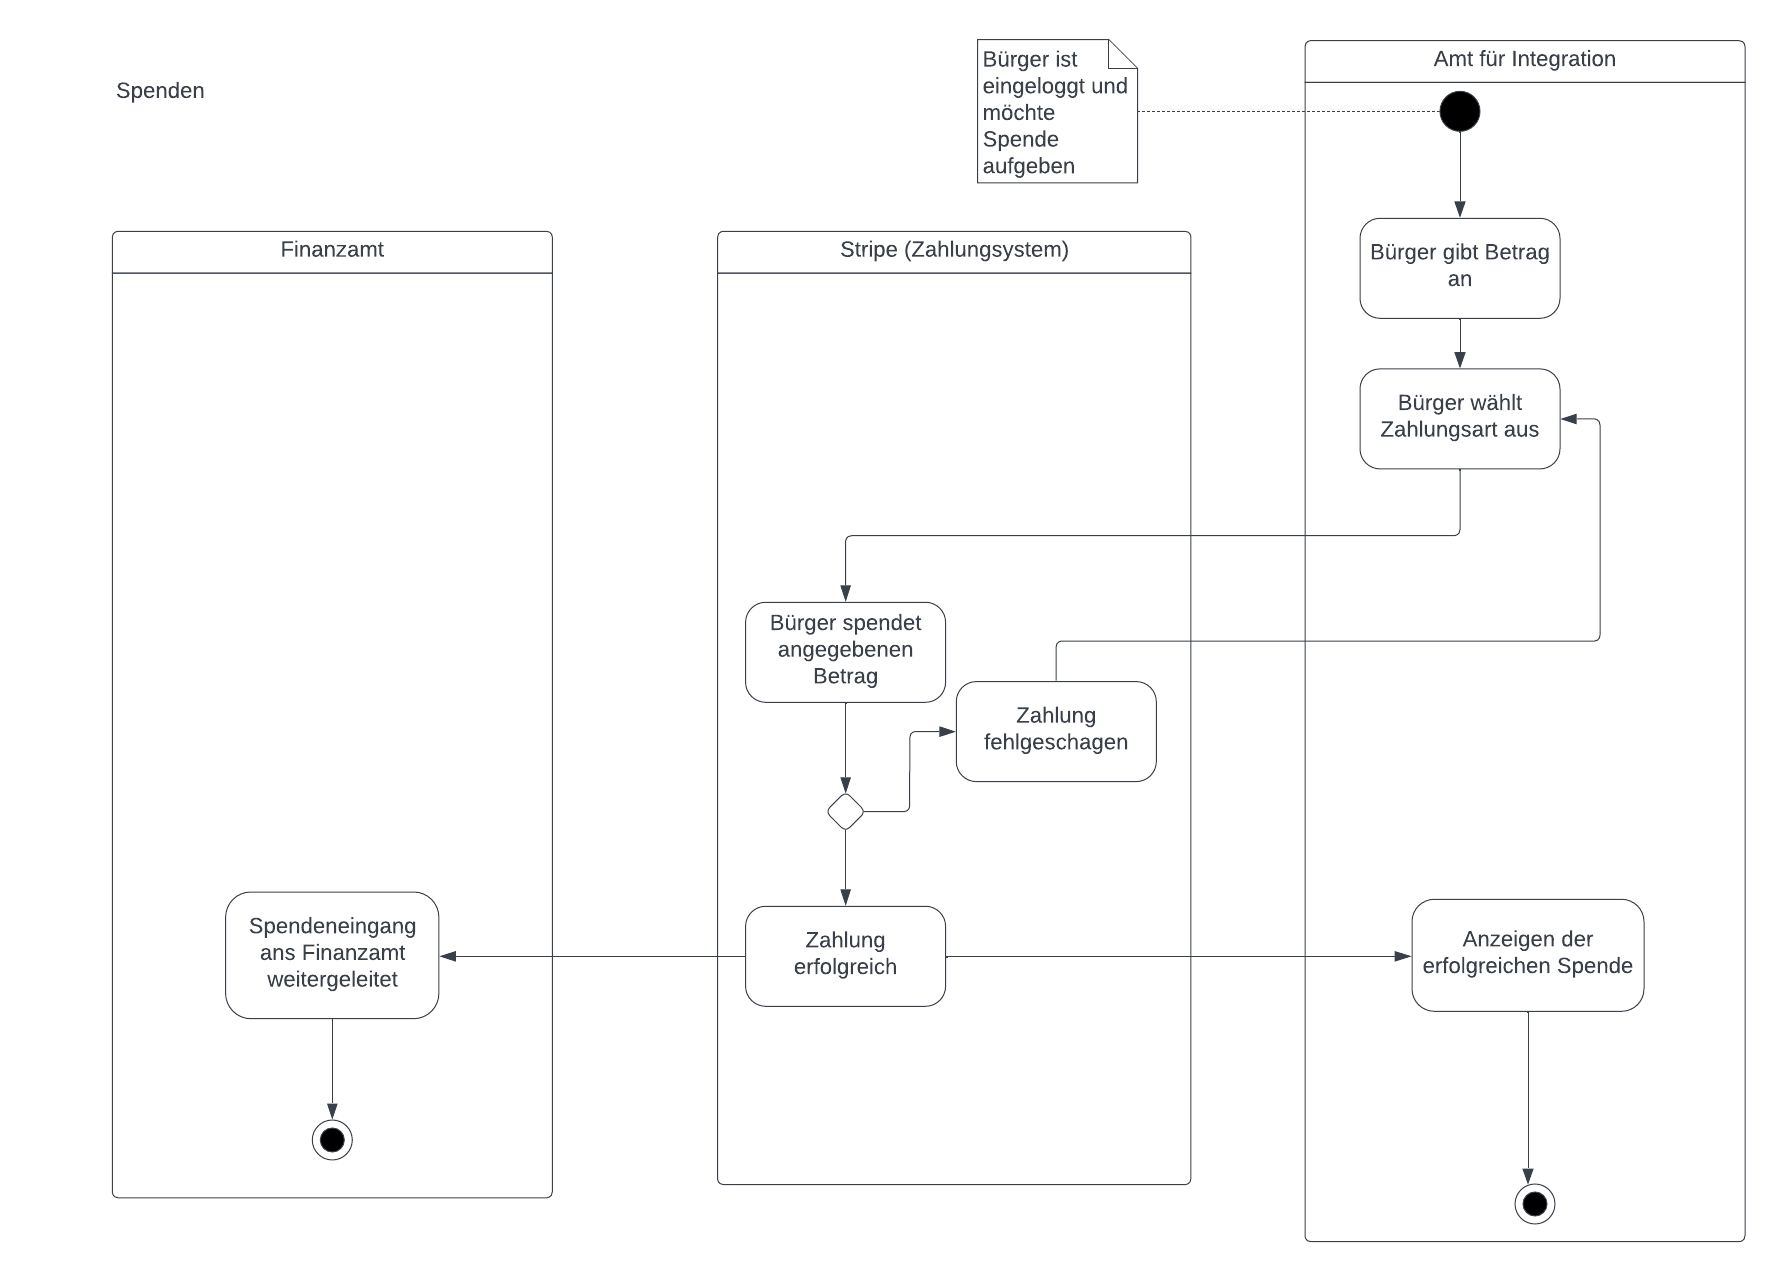 Spenden
Bürger ist
eingeloggt und
möchte
Spende
aufgeben
Amt für Integration
Finanzamt
Stripe (Zahlungsystem)
Bürger gibt Betrag
an
Bürger wählt
Zahlungsart aus
Bürger spendet
angegebenen
Betrag
Zahlung
fehlgeschagen
Spendeneingang
ans Finanzamt
weitergeleitet
Zahlung
erfolgreich
Anzeigen der
erfolgreichen Spende